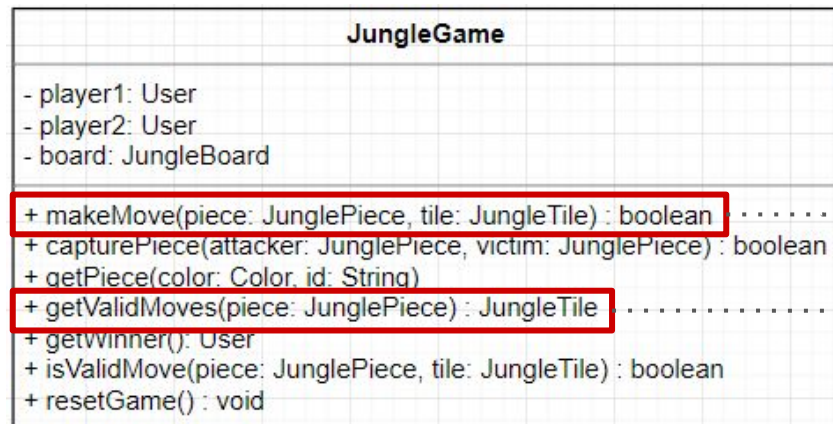 JungleGame
- player1: User
- player2: User
- board: JungleBoard
+ makeMove(piece: JunglePiece, tile: JungleTile) : boolean
+ capturePiece(attacker: JunglePiece, victim: JunglePiece) : boolean
+ getPiece(color: Color, id: String)
+ getValidMoves(piece: JunglePiece) : JungleTile
+ getWinner(): User
+ isValidMove(piece: JunglePiece, tile: JungleTile) : boolean
+ resetGame() : void